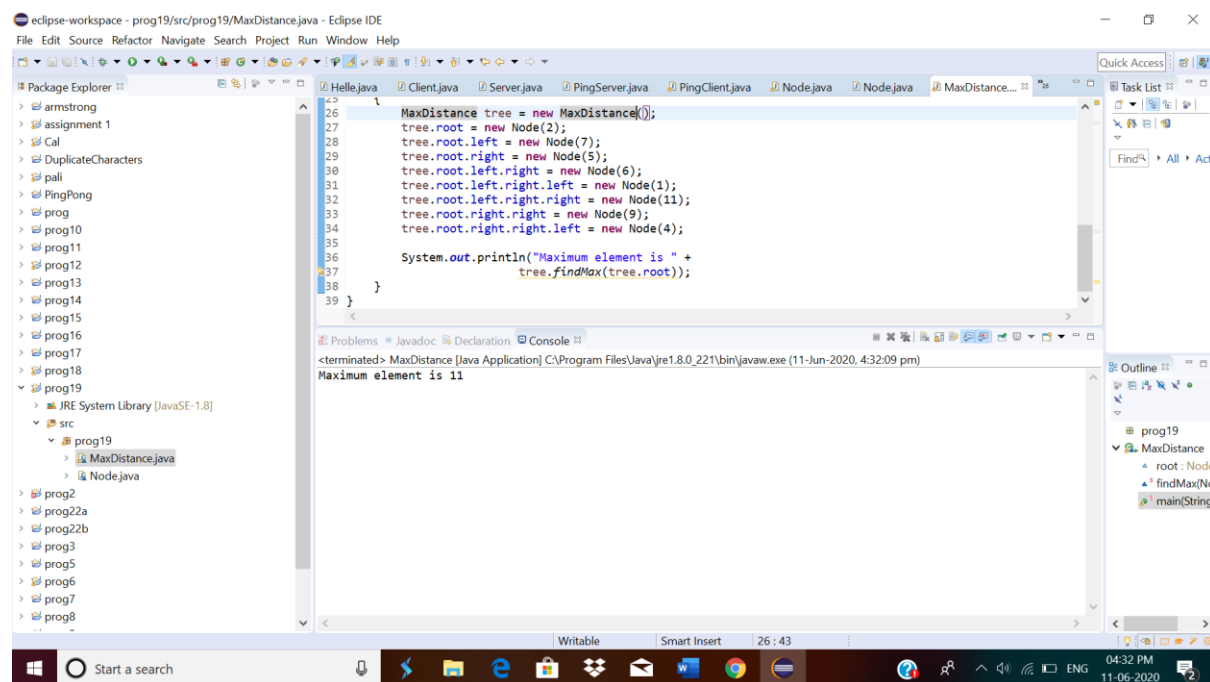 eclipse-workspace - prog19/src/prog19/MaxDistance.java - Eclipse IDE
File Edit Source Refactor Navigate Search Project Run Window Help
Quick Access
Package Explorer
armstrong
assignment 1
Cal
DuplicateCharacters
pali
PingPong
prog
prog10
prog11
prog12
prog13
prog14
prog15
prog16
prog17
prog18
prog19
JRE System Library [JavaSE-1.8]
src
prog19
MaxDistance.java
Node.java
prog2
prog22a
prog22b
prog3
prog5
prog6
prog7
prog8
Helle.java Client.java Server.java PingServer.java PingClient.java Node.java Node.java MaxDistance.... "26
25 {
26 MaxDistance tree = new MaxDistance();
27 tree.root = new Node(2);
28 tree.root.left = new Node(7);
29 tree.root.right = new Node(5);
30 tree.root.left.right = new Node(6);
31 tree.root.left.right.left = new Node(1);
32 tree.root.left.right.right = new Node(11);
33 tree.root.right.right = new Node(9);
34 tree.root.right.right.left = new Node(4);
35
36 System.out.println("Maximum element is " +
37 tree.findMax(tree.root));
38 }
39 }
Problems Javadoc Declaration Console
<terminated> MaxDistance [Java Application] C:\Program Files\Java\jre1.8.0_221\bin\javaw.exe (11-Jun-2020, 4:32:09 pm)
Maximum element is 11
Task List
Find All Act
Outline
prog19
MaxDistance
root : Node
findMax(No
main(String
Writable Smart Insert 26 : 43
Start a search
ENG
04:32 PM
11-06-2020
2